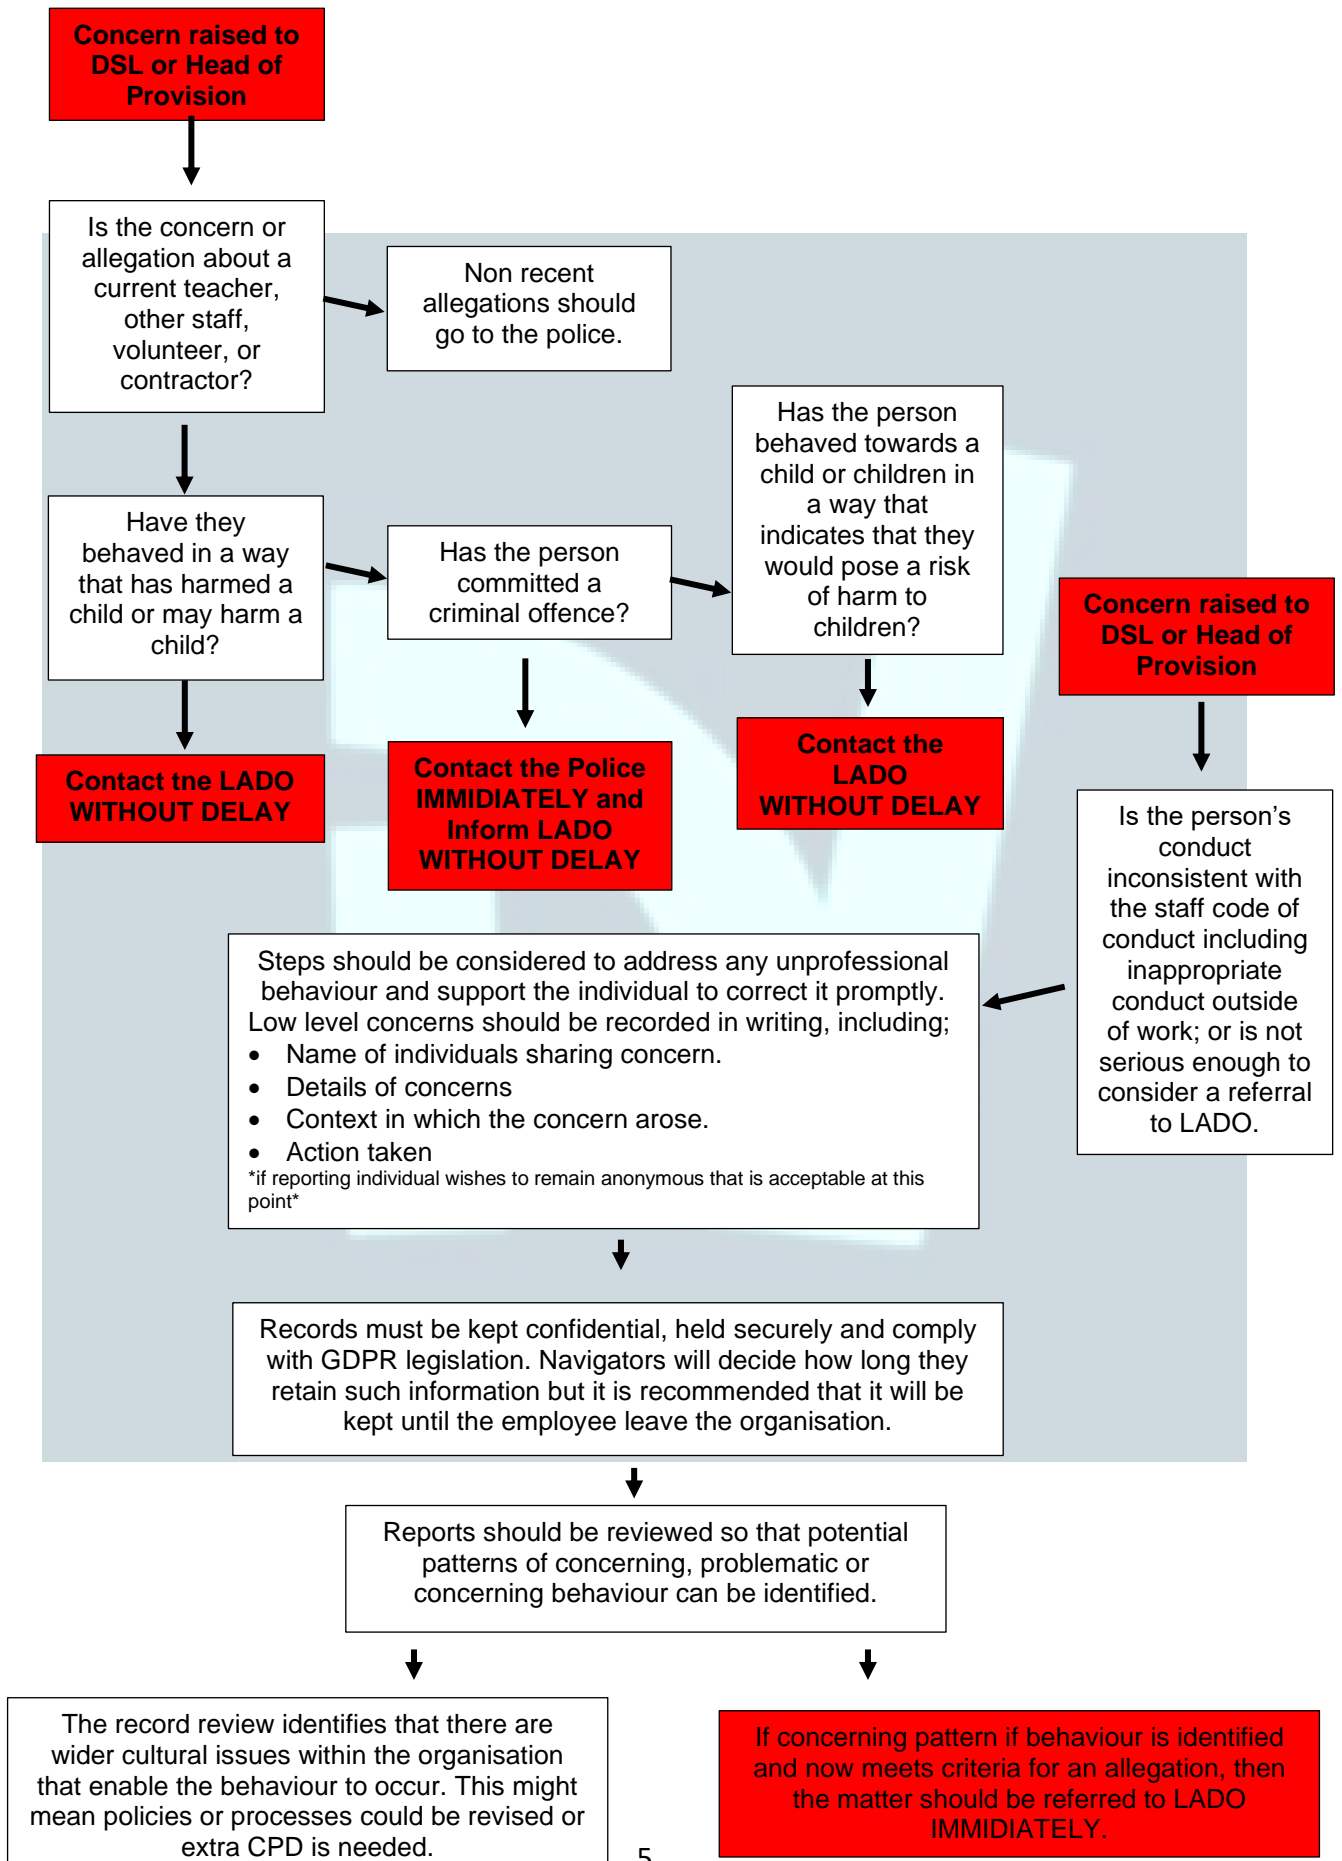 Concern raised to
DSL or Head of
Provision
Is the concern or
allegation about a
current teacher,
other staff,
volunteer, or
contractor?
Non recent
allegations should
go to the police.
Have they
behaved in a way
that has harmed a
child or may harm a
child?
Has the person
committed a
criminal offence?
Has the person
behaved towards a
child or children in
a way that
indicates that they
would pose a risk
of harm to
children?
Contact tne LADO
WITHOUT DELAY
Contact the Police
IMMIDIATELY and
Inform LADO
WITHOUT DELAY
Contact the
LADO
WITHOUT DELAY
Concern raised to
DSL or Head of
Provision
Is the person’s
conduct
inconsistent with
the staff code of
conduct including
inappropriate
conduct outside
of work; or is not
serious enough to
consider a referral
to LADO.
Steps should be considered to address any unprofessional
behaviour and support the individual to correct it promptly.
Low level concerns should be recorded in writing, including;
• Name of individuals sharing concern.
• Details of concerns
• Context in which the concern arose.
• Action taken
*if reporting individual wishes to remain anonymous that is acceptable at this
point*
Records must be kept confidential, held securely and comply
with GDPR legislation. Navigators will decide how long they
retain such information but it is recommended that it will be
kept until the employee leave the organisation.
Reports should be reviewed so that potential
patterns of concerning, problematic or
concerning behaviour can be identified.
The record review identifies that there are
wider cultural issues within the organisation
that enable the behaviour to occur. This might
mean policies or processes could be revised or
extra CPD is needed.
If concerning pattern if behaviour is identified
and now meets criteria for an allegation, then
the matter should be referred to LADO
IMMIDIATELY.
5